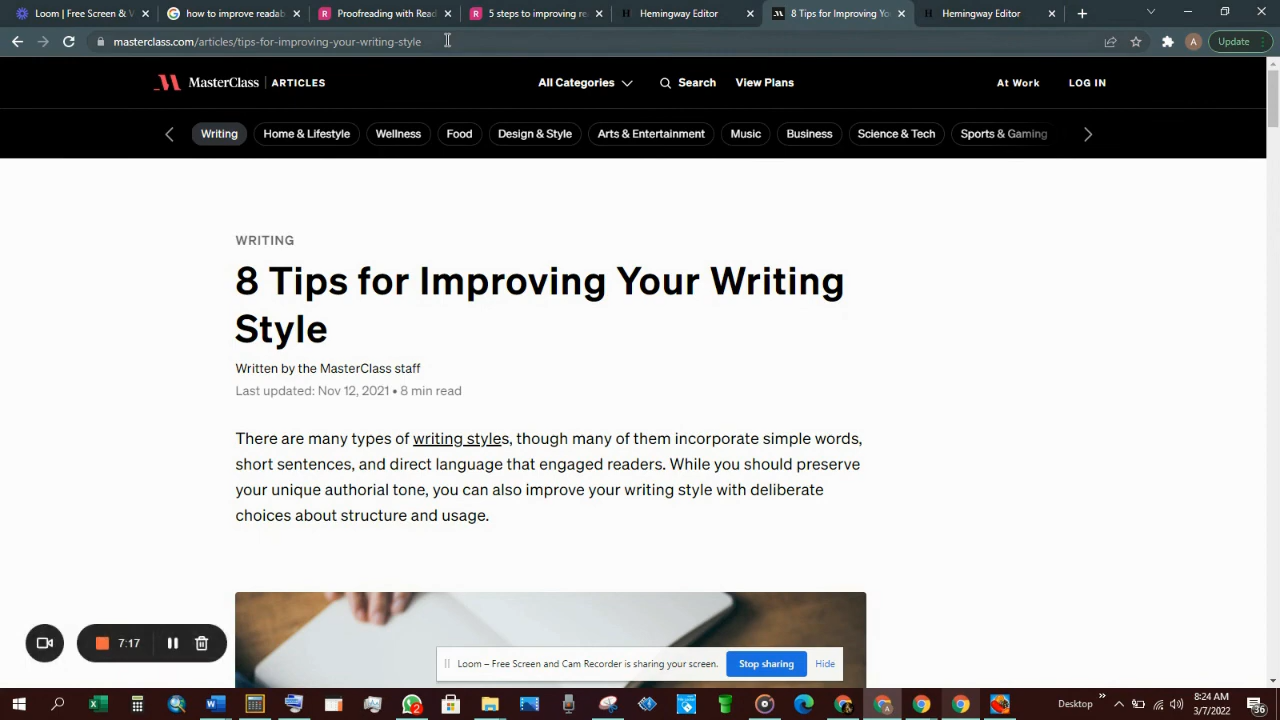 Loom | Free Screen & V
how to improve readab
Proofreading with Read
5 steps to improving re
Hemingway Editor
8 Tips for Improving Yo
Hemingway Editor
masterclass.com/articles/tips-for-improving-your-writing-style
A
Update
MasterClass | ARTICLES
All Categories
Search
View Plans
At Work
LOG IN
Writing
Home & Lifestyle
Wellness
Food
Design & Style
Arts & Entertainment
Music
Business
Science & Tech
Sports & Gaming
WRITING
8 Tips for Improving Your Writing
Style
Written by the MasterClass staff
Last updated: Nov 12, 2021 • 8 min read
There are many types of writing styles, though many of them incorporate simple words,
short sentences, and direct language that engaged readers. While you should preserve
your unique authorial tone, you can also improve your writing style with deliberate
choices about structure and usage.
7:17
Loom – Free Screen and Cam Recorder is sharing your screen.
Stop sharing
Hide
Desktop
8:24 AM
3/7/2022